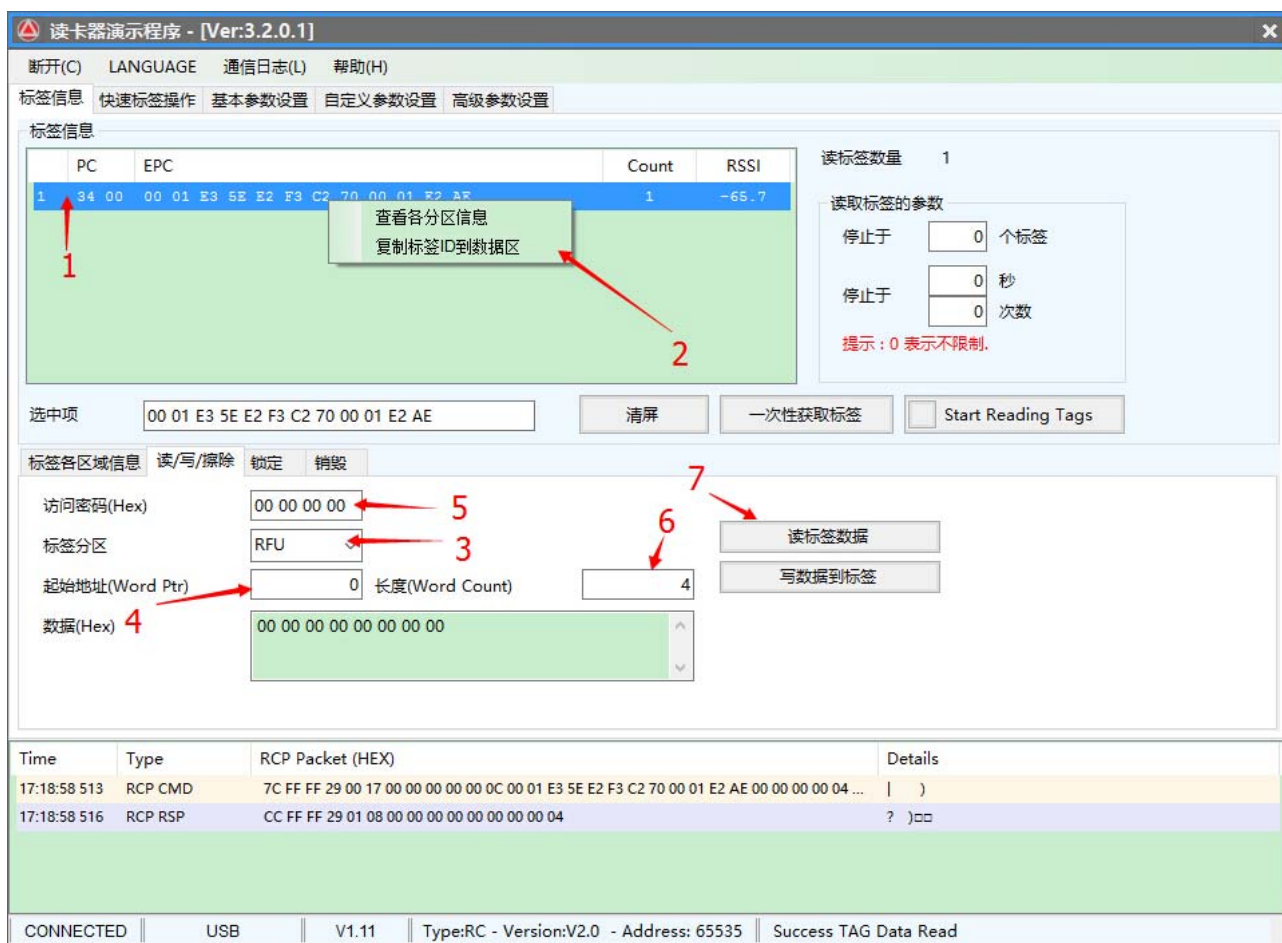 读卡器演示程序 - [Ver:3.2.0.1]
断开(C) LANGUAGE 通信日志(L) 帮助(H)
标签信息 快速标签操作 基本参数设置 自定义参数设置 高级参数设置
标签信息
PC EPC Count RSSI
1 34 00 00 01 E3 5E E2 F3 C2 70 00 01 E2 AE 1 -65.7
查看各分区信息
复制标签ID到数据区
1
2
读标签数量 1
读取标签的参数
停止于 0 个标签
停止于 0 秒
0 次数
提示:0 表示不限制.
选中项 00 01 E3 5E E2 F3 C2 70 00 01 E2 AE 清屏 一次性获取标签 Start Reading Tags
标签各区域信息 读/写/擦除 锁定 销毁
访问密码(Hex) 00 00 00 00 5
标签分区 RFU 3
起始地址(Word Ptr) 0 长度(Word Count) 4
4
6
7
读标签数据
写数据到标签
数据(Hex) 00 00 00 00 00 00 00 00
Time Type RCP Packet (HEX) Details
17:18:58 513 RCP CMD 7C FF FF 29 00 17 00 00 00 00 00 0C 00 01 E3 5E E2 F3 C2 70 00 01 E2 AE 00 00 00 00 04 ... | )
17:18:58 516 RCP RSP CC FF FF 29 01 08 00 00 00 00 00 00 00 00 04 ? )□□
CONNECTED USB V1.11 Type:RC - Version:V2.0 - Address: 65535 Success TAG Data Read